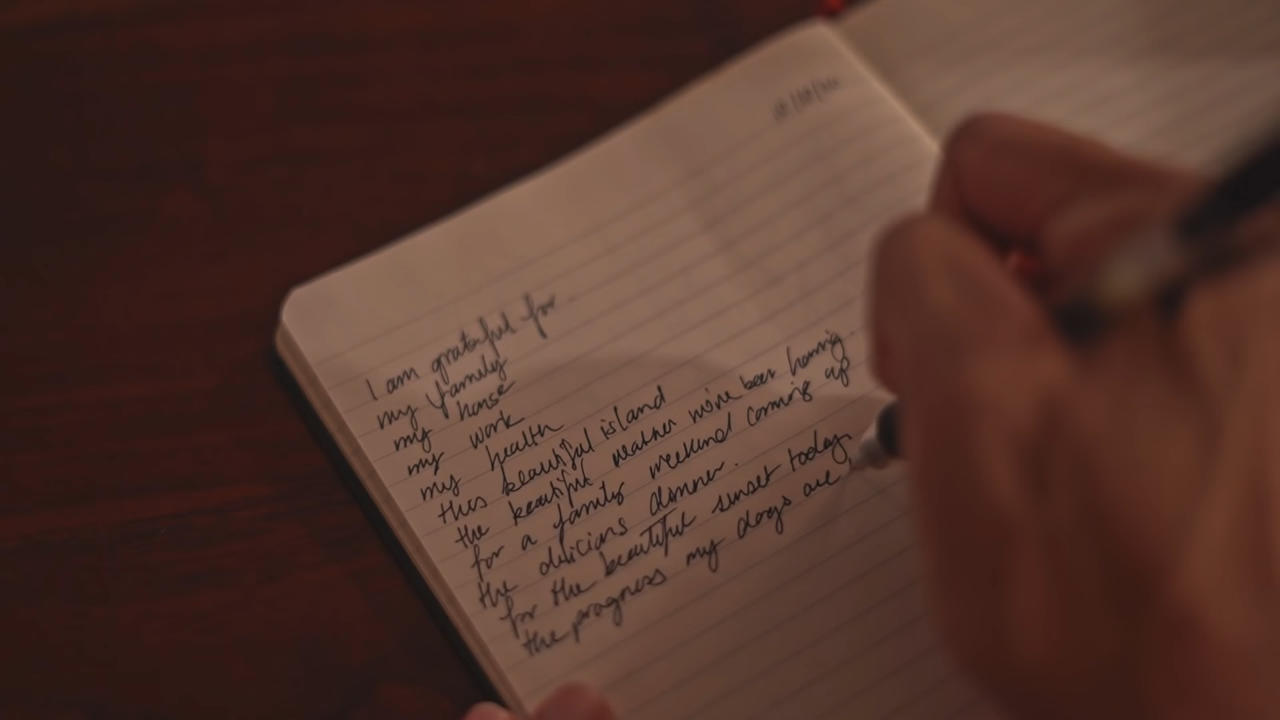 I am grateful for
my family
my house
my work
my health
this beautiful island
the beautiful weather we've been having.
for a family weekend coming up
the delicious dinner.
for the beautiful sunset today
the progress my dogs are